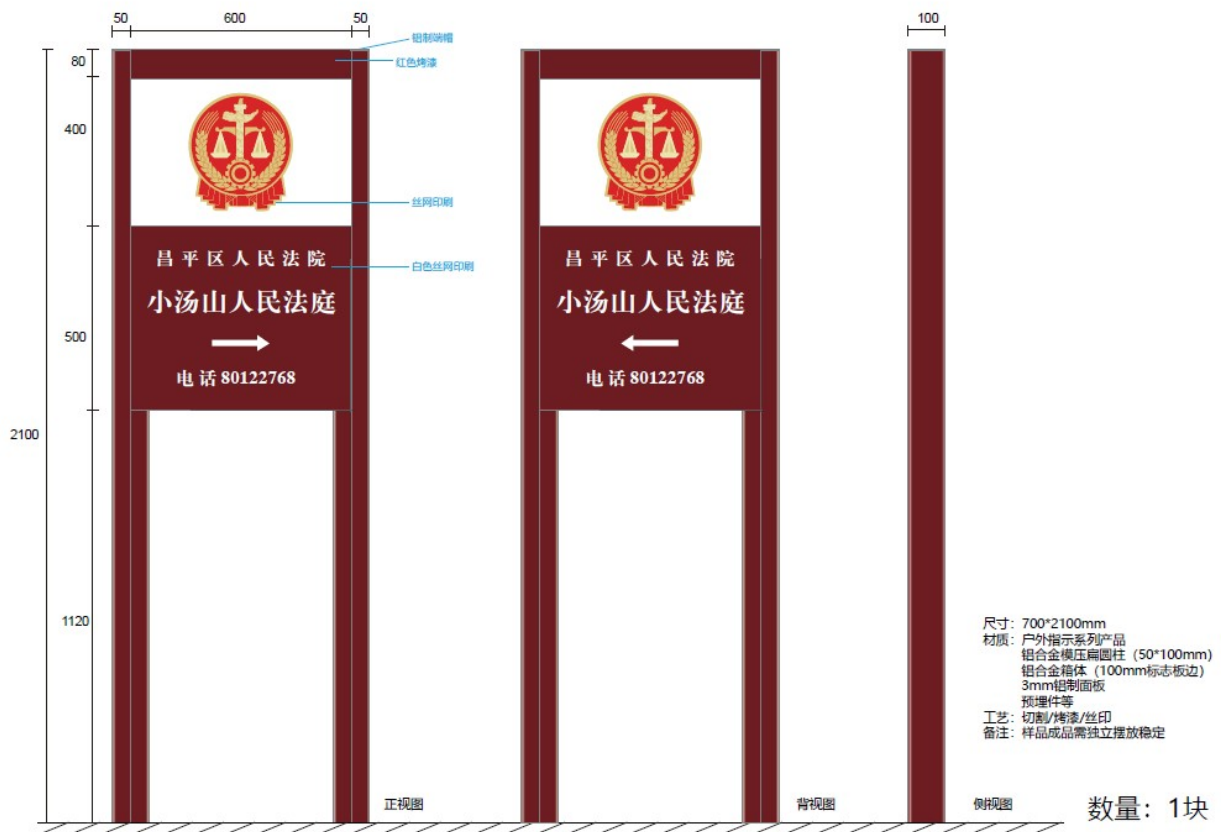 50
600
50
100
铝制端帽
80
红色烤漆
400
丝网印刷
昌平区人民法院
白色丝网印刷
小汤山人民法庭
500
电话 80122768
昌平区人民法院
小汤山人民法庭
电话 80122768
2100
1120
尺寸：700*2100mm
材质：户外指示系列产品
铝合金模压扁圆柱（50*100mm）
铝合金箱体（100mm标志板边）
3mm铝制面板
预埋件等
工艺：切割/烤漆/丝印
备注：样品成品需独立摆放稳定
正视图
背视图
侧视图
数量：1块